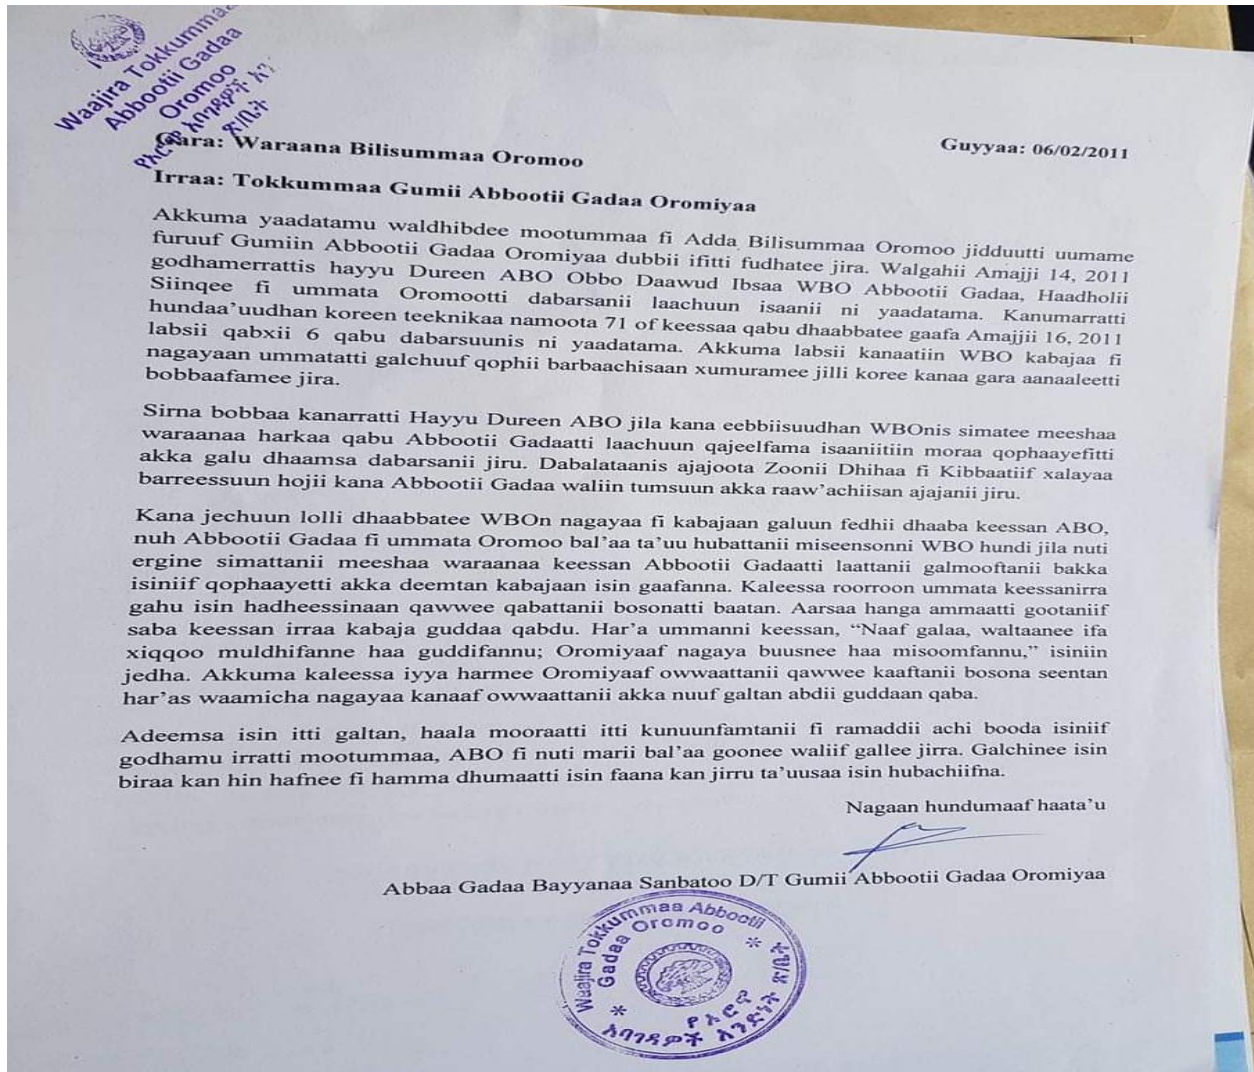 Waajira Tokkummaa
Abbootii Gadaa
Oromoo
የኦሮሞ አባገዳዎች አን
ጽ/ቤት
Gara: Waraana Bilisummaa Oromoo
Guyyaa: 06/02/2011
Irraa: Tokkummaa Gumii Abbootii Gadaa Oromiyaa
Akkuma yaadatamu waldhibdee mootummaa fi Adda Bilisummaa Oromoo jidduutti uumame
furuuf Gumiin Abbootii Gadaa Oromiyaa dubbii ifitti fudhatee jira. Walgahii Amajji 14, 2011
godhamerrattis hayyu Dureen ABO Obbo Daawud Ibsaa WBO Abbootii Gadaa, Haadholii
Siinqee fi ummata Oromootti dabarsanii laachuun isaanii ni yaadatama. Kanumarratti
hundaa'uudhan koreen teeknikaa namoota 71 of keessaa qabu dhaabbatee gaafa Amajjii 16, 2011
labsii qabxii 6 qabu dabarsuunis ni yaadatama. Akkuma labsii kanaatiin WBO kabajaa fi
nagayaan ummatatti galchuuf qophii barbaachisaan xumuramee jilli koree kanaa gara aanaaleetti
bobbaafamee jira.
Sirna bobbaa kanarratti Hayyu Dureen ABO jila kana eebbiisuudhan WBOnis simatee meeshaa
waraanaa harkaa qabu Abbootii Gadaatti laachuun qajeelfama isaaniitiin moraa qophaayefitti
akka galu dhaamsa dabarsanii jiru. Dabalataanis ajajoota Zoonii Dhihaa fi Kibbaatiif xalayaa
barreessuun hojii kana Abbootii Gadaa waliin tumsuun akka raaw'achiisan ajajanii jiru.
Kana jechuun lolli dhaabbatee WBOn nagayaa fi kabajaan galuun fedhii dhaaba keessan ABO,
nuh Abbootii Gadaa fi ummata Oromoo bal'aa ta'uu hubattanii miseensonni WBO hundi jila nuti
ergine simattanii meeshaa waraanaa keessan Abbootii Gadaatti laattanii galmooftanii bakka
isiniif qophaayetti akka deemtan kabajaan isin gaafanna. Kaleessa roorroon ummata keessanirra
gahu isin hadheessinaan qawwee qabattanii bosonatti baatan. Aarsaa hanga ammaatti gootaniif
saba keessan irraa kabaja guddaa qabdu. Har'a ummanni keessan, "Naaf galaa, waltaanee ifa
xiqqoo muldhifanne haa guddifannu; Oromiyaaf nagaya buusnee haa misoomfannu," isiniin
jedha. Akkuma kaleessa iyya harmee Oromiyaaf owwaattanii qawwee kaaftanii bosona seentan
har'as waamicha nagayaa kanaaf owwaattanii akka nuuf galtan abdii guddaan qaba.
Adeemsa isin itti galtan, haala mooraatti itti kunuunfamtanii fi ramaddii achi booda isiniif
godhamu irratti mootummaa, ABO fi nuti marii bal'aa goonee waliif gallee jirra. Galchinee isin
biraa kan hin hafnee fi hamma dhumaatti isin faana kan jirru ta'uusaa isin hubachiifna.
Nagaan hundumaaf haata'u
Abbaa Gadaa Bayyanaa Sanbatoo D/T Gumii Abbootii Gadaa Oromiyaa
Waajira Tokkummaa Abbootii
Gadaa Oromoo
የኦሮሞ
አባገዳዎች አንድነት ጽ/ቤት